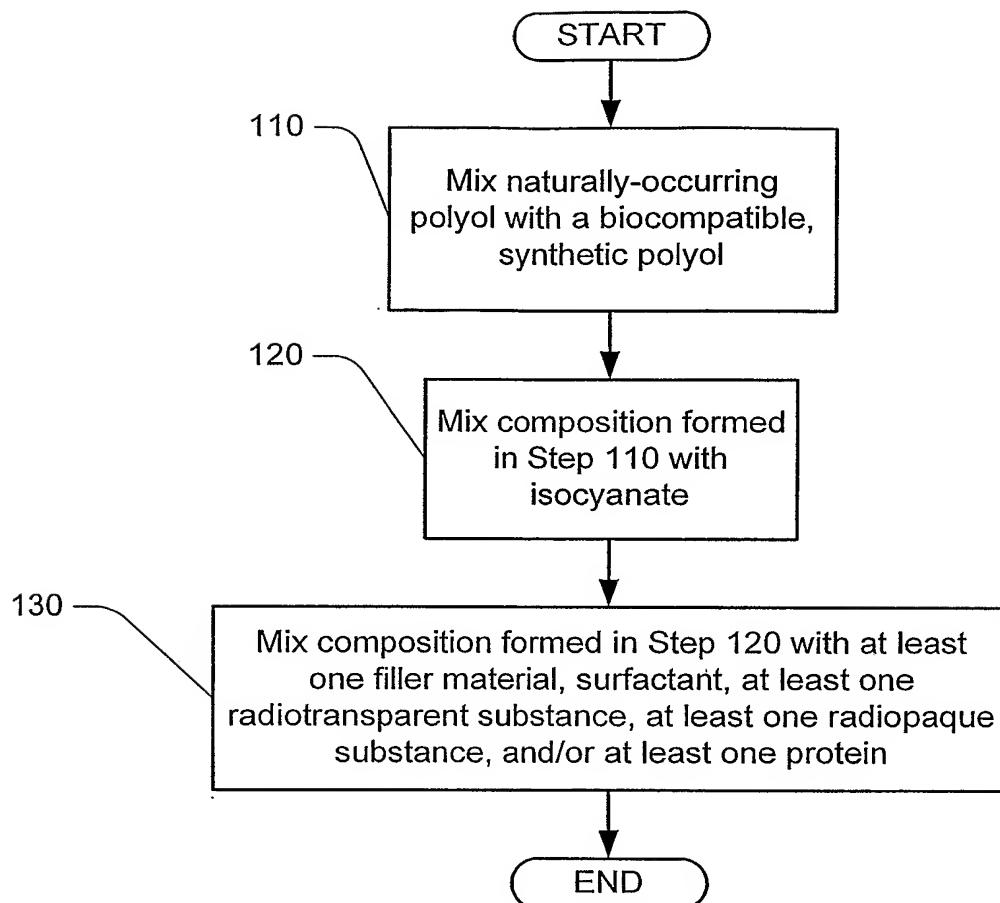 START
110
Mix naturally-occurring
polyol with a biocompatible,
synthetic polyol
120
Mix composition formed
in Step 110 with
isocyanate
130
Mix composition formed in Step 120 with at least
one filler material, surfactant, at least one
radiotransparent substance, at least one radiopaque
substance, and/or at least one protein
END